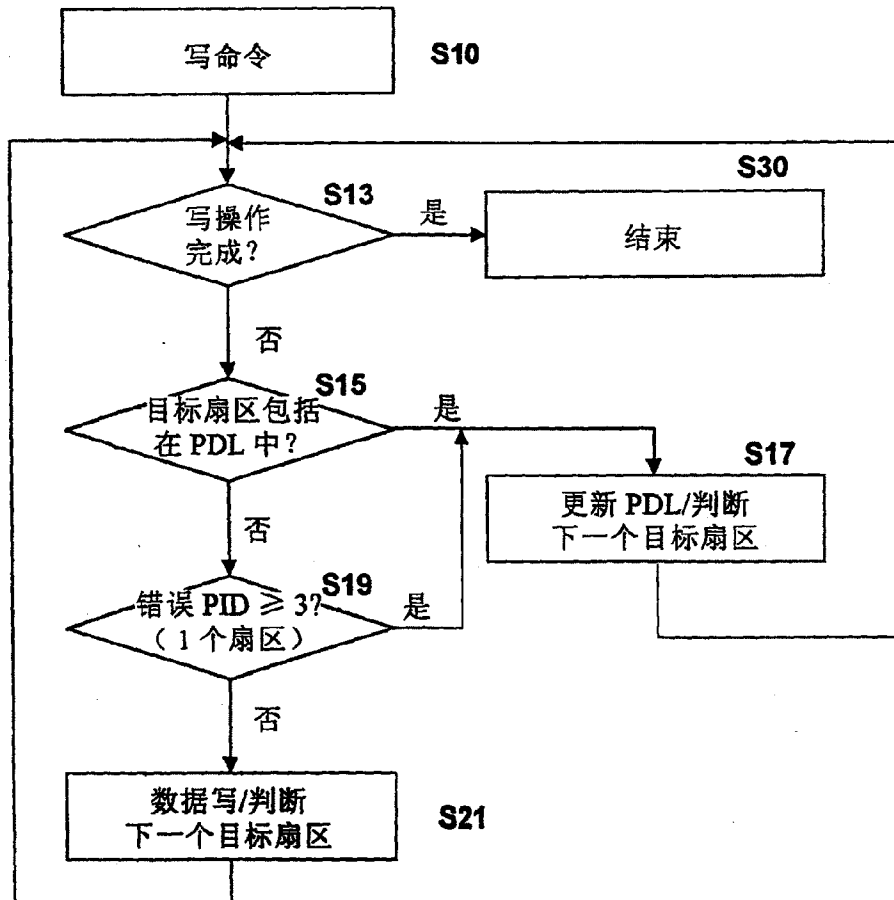 写命令
S10
S30
S13
写操作
完成？
是
结束
否
S15
目标扇区包括
在 PDL 中？
是
S17
更新 PDL/判断
下一个目标扇区
否
S19
错误 PID ≥ 3?
（1 个扇区）
是
否
数据写/判断
下一个目标扇区
S21